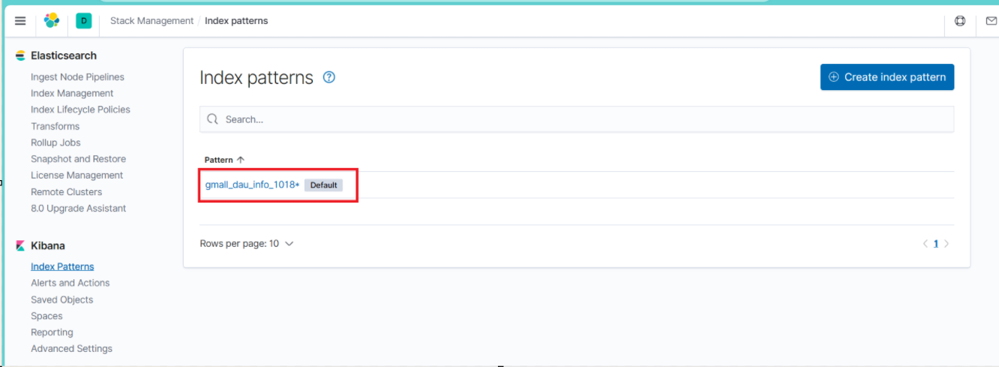 D Stack Management / Index patterns
Elasticsearch
Ingest Node Pipelines
Index Management
Index Lifecycle Policies
Transforms
Rollup Jobs
Snapshot and Restore
License Management
Remote Clusters
8.0 Upgrade Assistant
Kibana
Index Patterns
Alerts and Actions
Saved Objects
Spaces
Reporting
Advanced Settings
Index patterns ?
Create index pattern
Search...
Pattern ↑
gmall_dau_info_1018* Default
Rows per page: 10
< 1 >